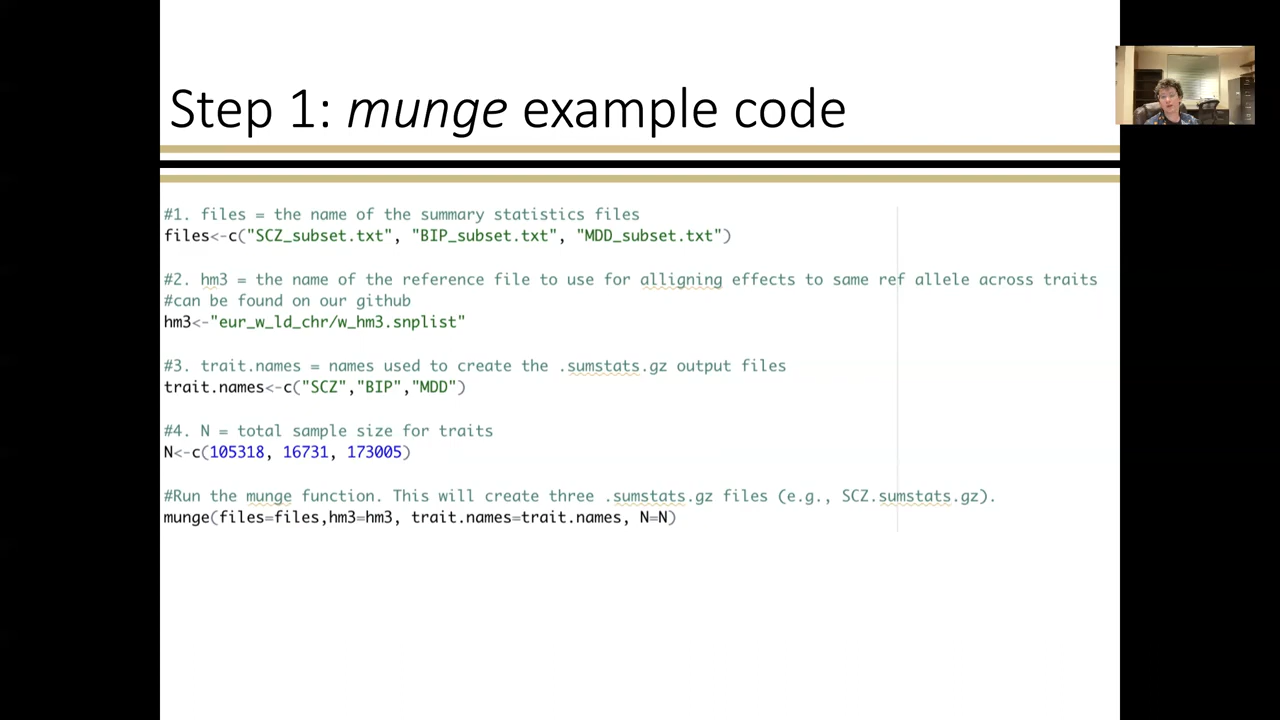 Step 1: munge example code
#1. files = the name of the summary statistics files
files<-c("SCZ_subset.txt", "BIP_subset.txt", "MDD_subset.txt")
#2. hm3 = the name of the reference file to use for alligning effects to same ref allele across traits
#can be found on our github
hm3<-"eur_w_ld_chr/w_hm3.snplist"
#3. trait.names = names used to create the .sumstats.gz output files
trait.names<-c("SCZ","BIP","MDD")
#4. N = total sample size for traits
N<-c(105318, 16731, 173005)
#Run the munge function. This will create three .sumstats.gz files (e.g., SCZ.sumstats.gz).
munge(files=files,hm3=hm3, trait.names=trait.names, N=N)